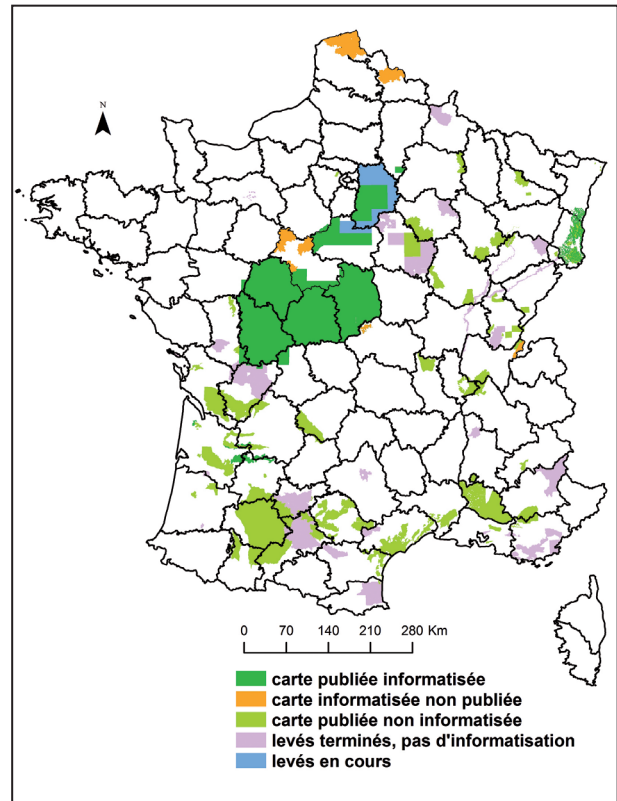 N
0 70 140 210 280 Km
carte publiée informatisée
carte informatisée non publiée
carte publiée non informatisée
levés terminés, pas d'informatisation
levés en cours